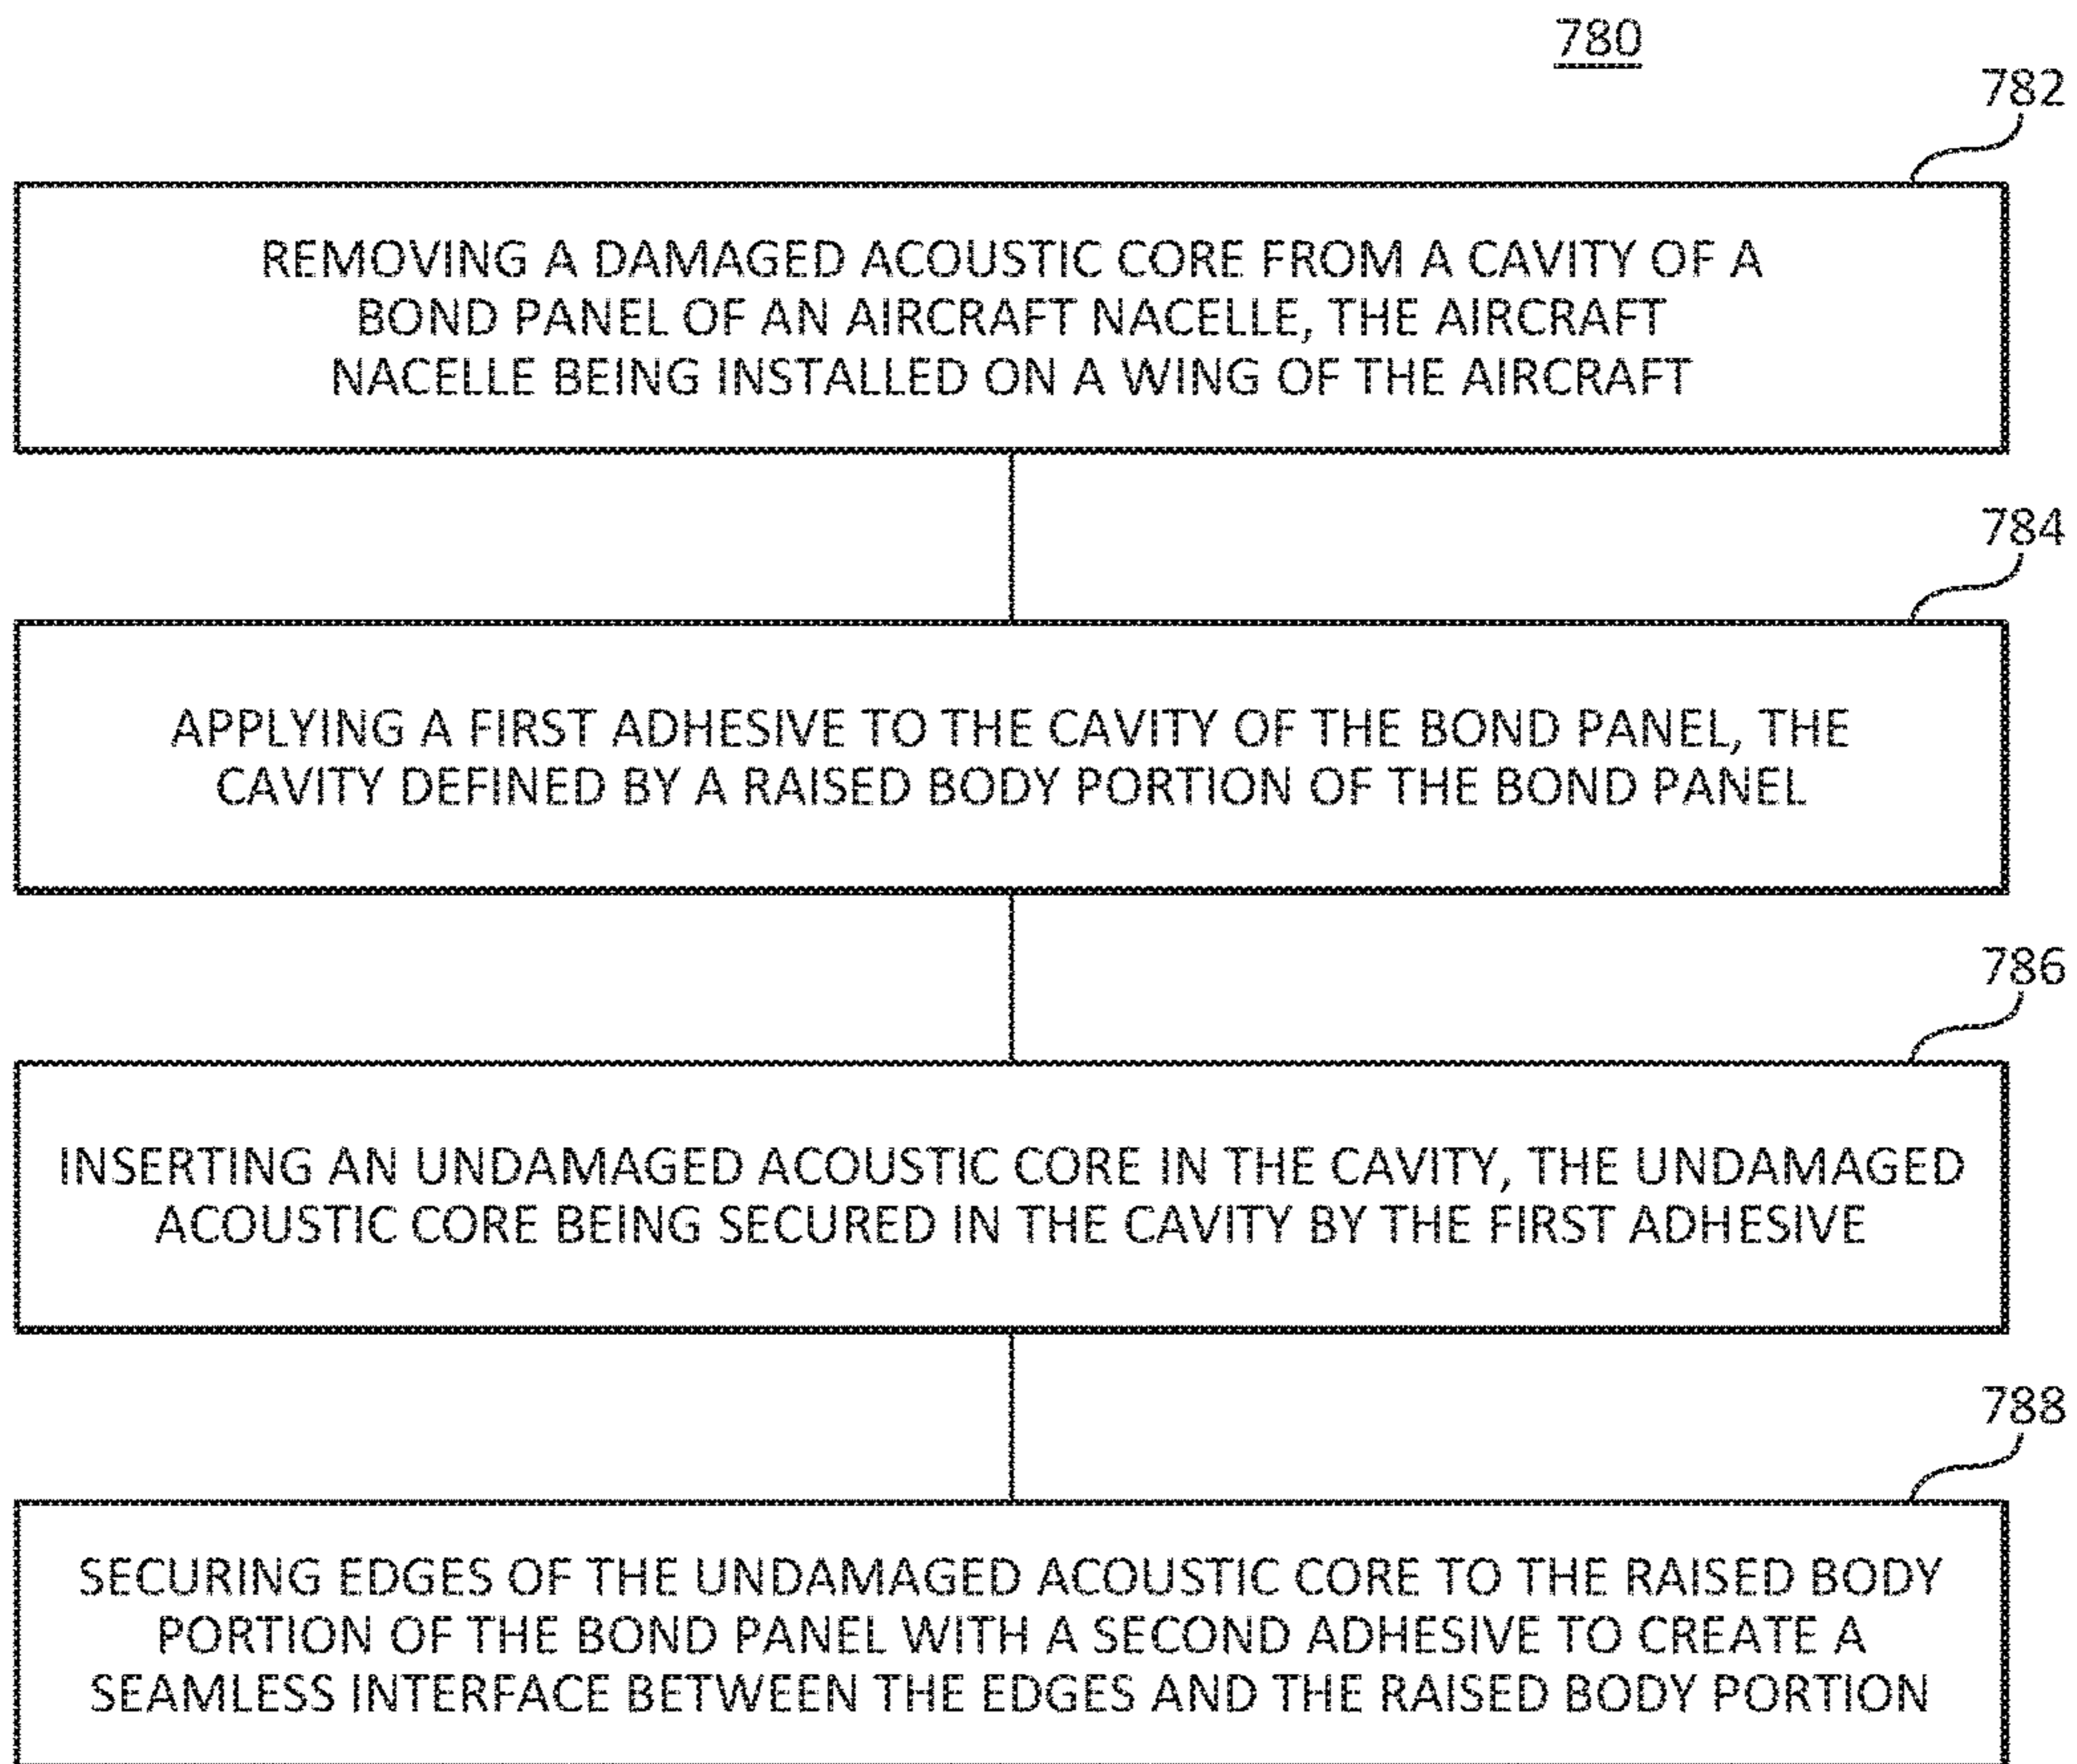 780
782
REMOVING A DAMAGED ACOUSTIC CORE FROM A CAVITY OF A
BOND PANEL OF AN AIRCRAFT NACELLE, THE AIRCRAFT
NACELLE BEING INSTALLED ON A WING OF THE AIRCRAFT
784
APPLYING A FIRST ADHESIVE TO THE CAVITY OF THE BOND PANEL, THE
CAVITY DEFINED BY A RAISED BODY PORTION OF THE BOND PANEL
786
INSERTING AN UNDAMAGED ACOUSTIC CORE IN THE CAVITY, THE UNDAMAGED
ACOUSTIC CORE BEING SECURED IN THE CAVITY BY THE FIRST ADHESIVE
788
SECURING EDGES OF THE UNDAMAGED ACOUSTIC CORE TO THE RAISED BODY
PORTION OF THE BOND PANEL WITH A SECOND ADHESIVE TO CREATE A
SEAMLESS INTERFACE BETWEEN THE EDGES AND THE RAISED BODY PORTION